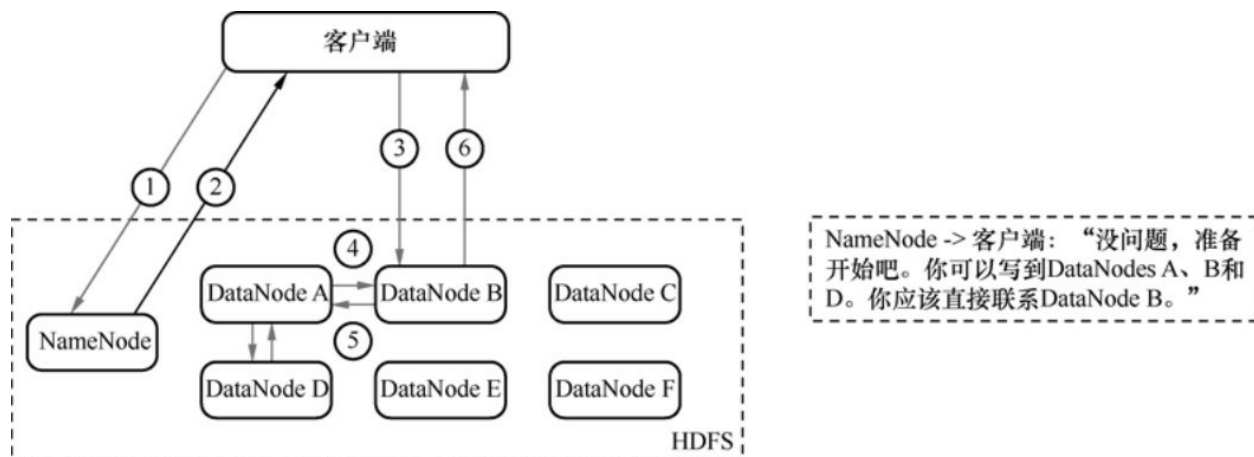 客户端
1
2
3
6
4
DataNode A
DataNode B
DataNode C
NameNode
5
DataNode D
DataNode E
DataNode F
HDFS
NameNode -> 客户端：“没问题，准备
开始吧。你可以写到DataNodes A、B和
D。你应该直接联系DataNode B。”